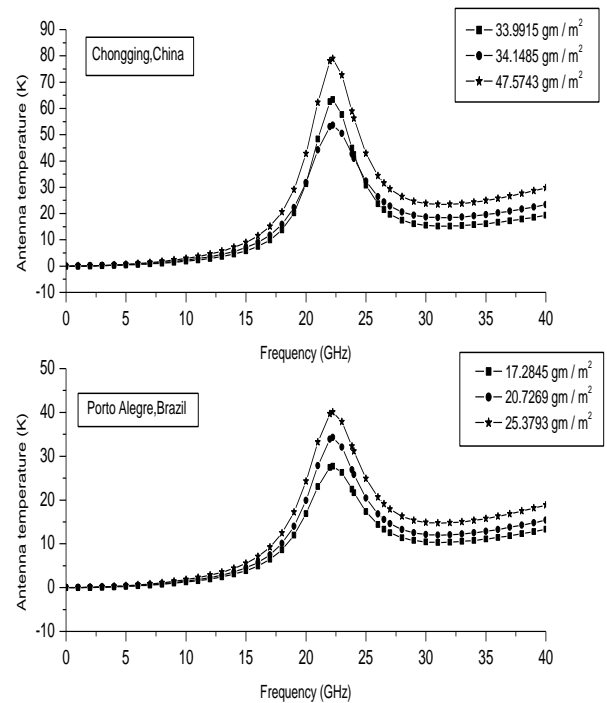 Chongging,China
33.9915 gm / m²
34.1485 gm / m²
47.5743 gm / m²
Antenna temperature (K)
90
80
70
60
50
40
30
20
10
0
-10
0 5 10 15 20 25 30 35 40
Frequency (GHz)
Porto Alegre,Brazil
17.2845 gm / m²
20.7269 gm / m²
25.3793 gm / m²
Antenna temperature (K)
50
40
30
20
10
0
-10
0 5 10 15 20 25 30 35 40
Frequency (GHz)